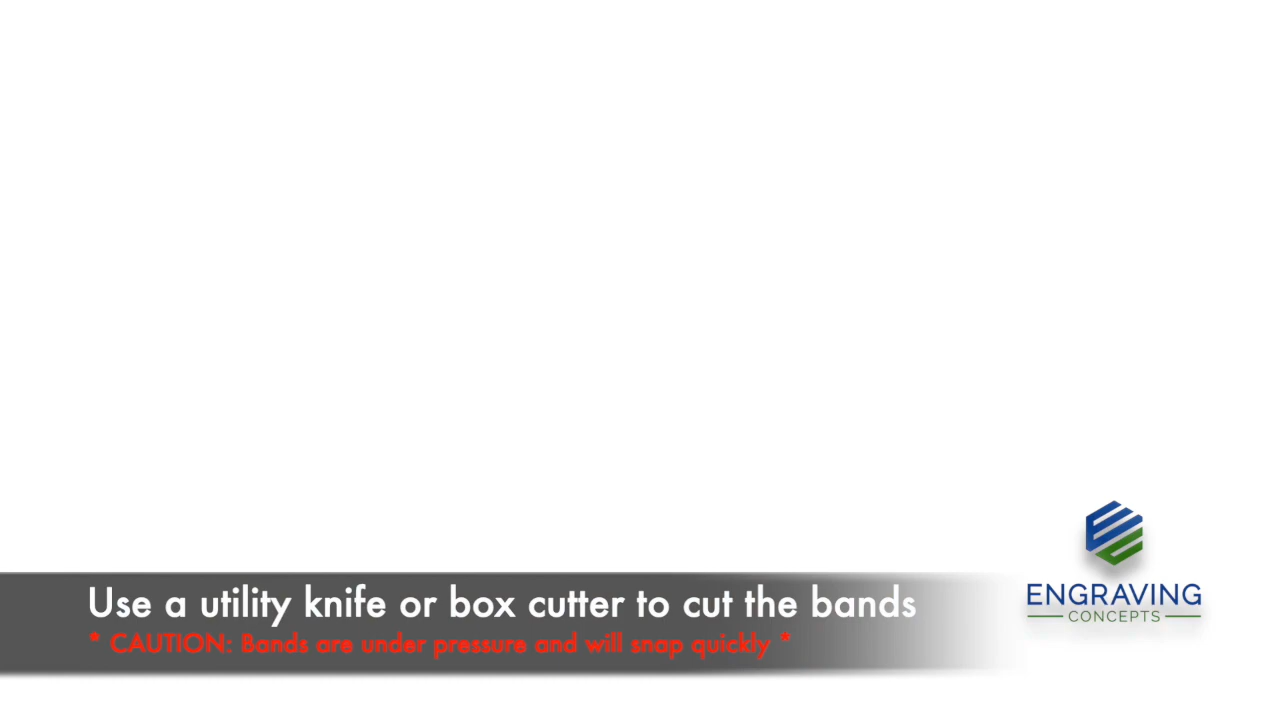 Use a utility knife or box cutter to cut the bands
* CAUTION: Bands are under pressure and will snap quickly *
ENGRAVING
CONCEPTS